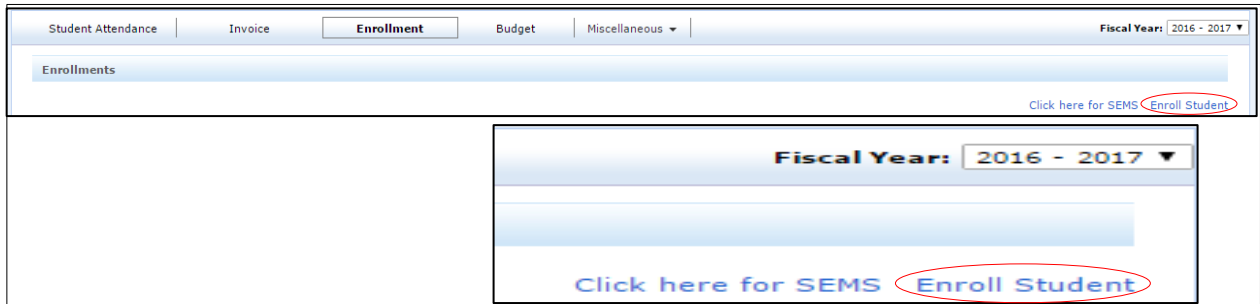 Student Attendance Invoice Enrollment Budget Miscellaneous Fiscal Year: 2016 - 2017
Enrollments
Click here for SEMS Enroll Student
Fiscal Year: 2016 - 2017
Click here for SEMS Enroll Student